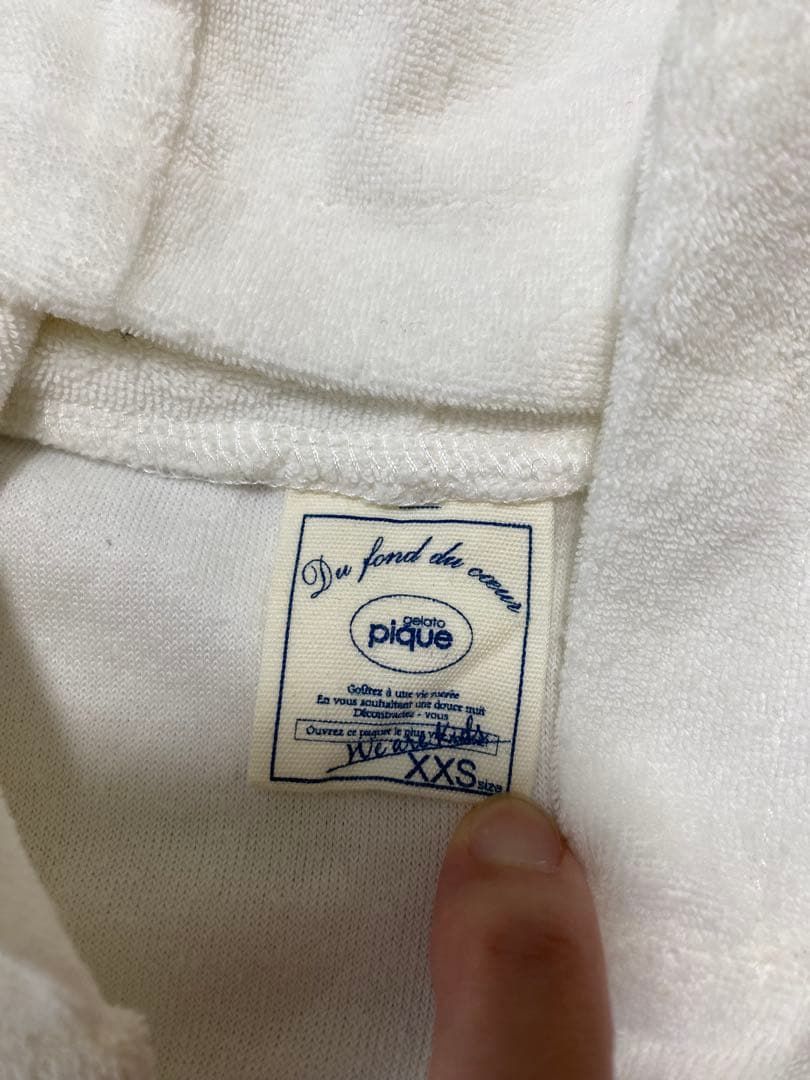 Du fond du cœur
gelato
pique
Goûtez à une vie sucrée
En vous souhaitant une douce nuit
Décontractez - vous
Ouvrez ce paquet le plus
We are Kids
XXS size